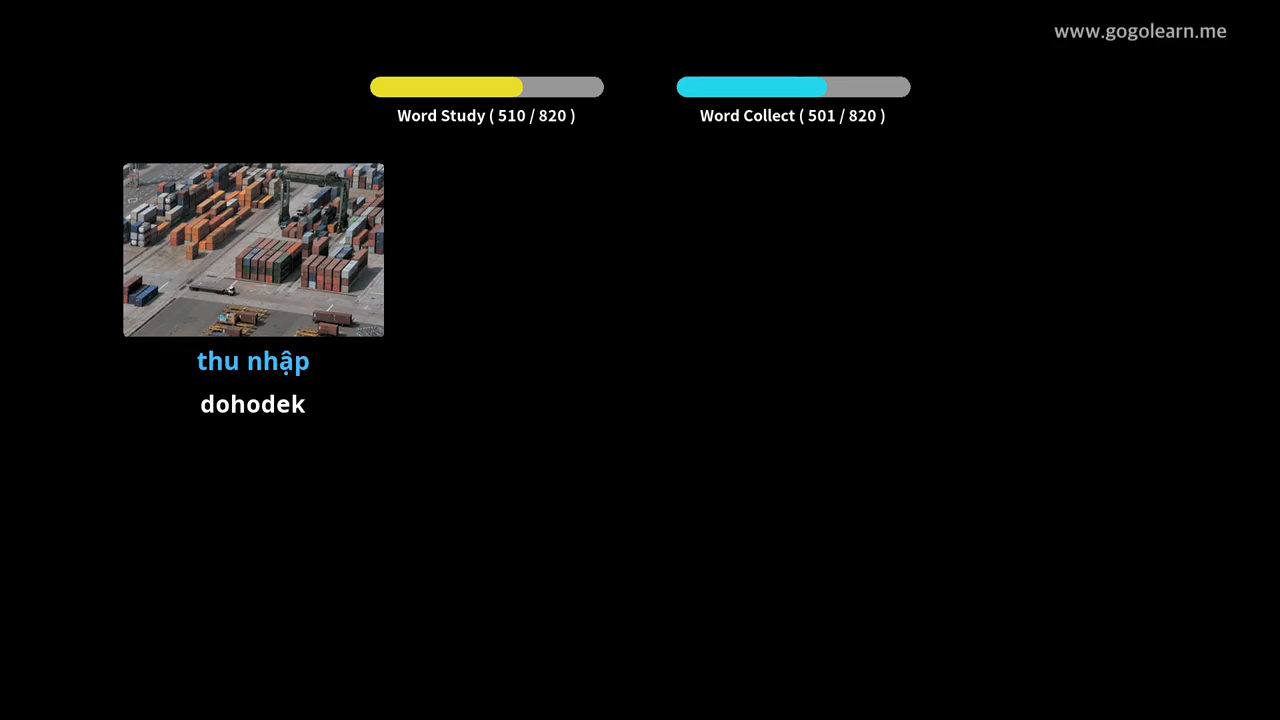 www.gogolearn.me
Word Study ( 510 / 820 )
Word Collect ( 501 / 820 )
thu nhập
dohodek